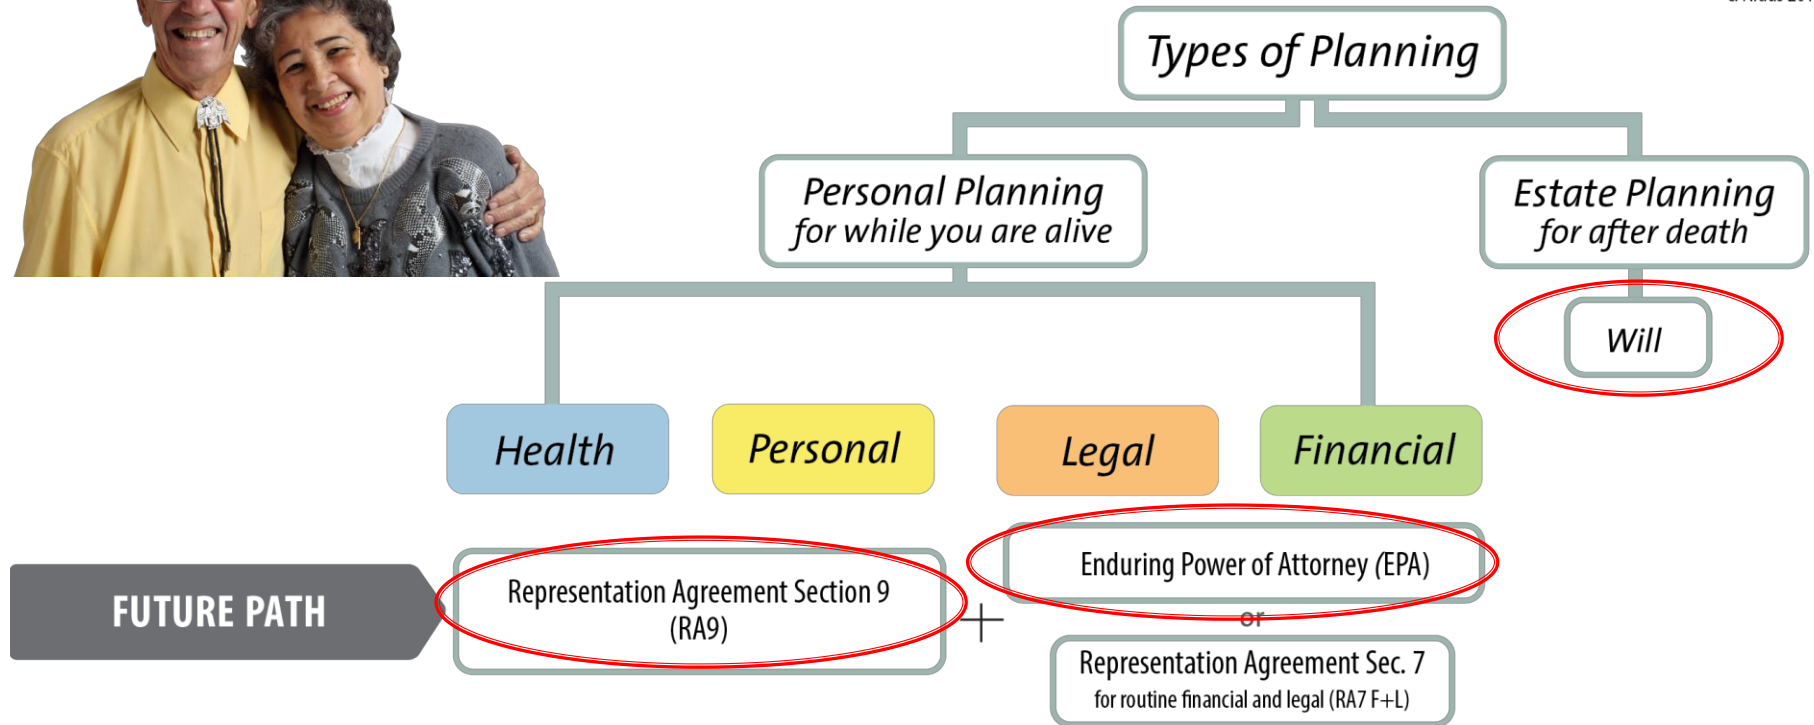 Types of Planning
Personal Planning
for while you are alive
Estate Planning
for after death
Will
Health
Personal
Legal
Financial
FUTURE PATH
Representation Agreement Section 9
(RA9)
+
Enduring Power of Attorney (EPA)
or
Representation Agreement Sec. 7
for routine financial and legal (RA7 F+L)